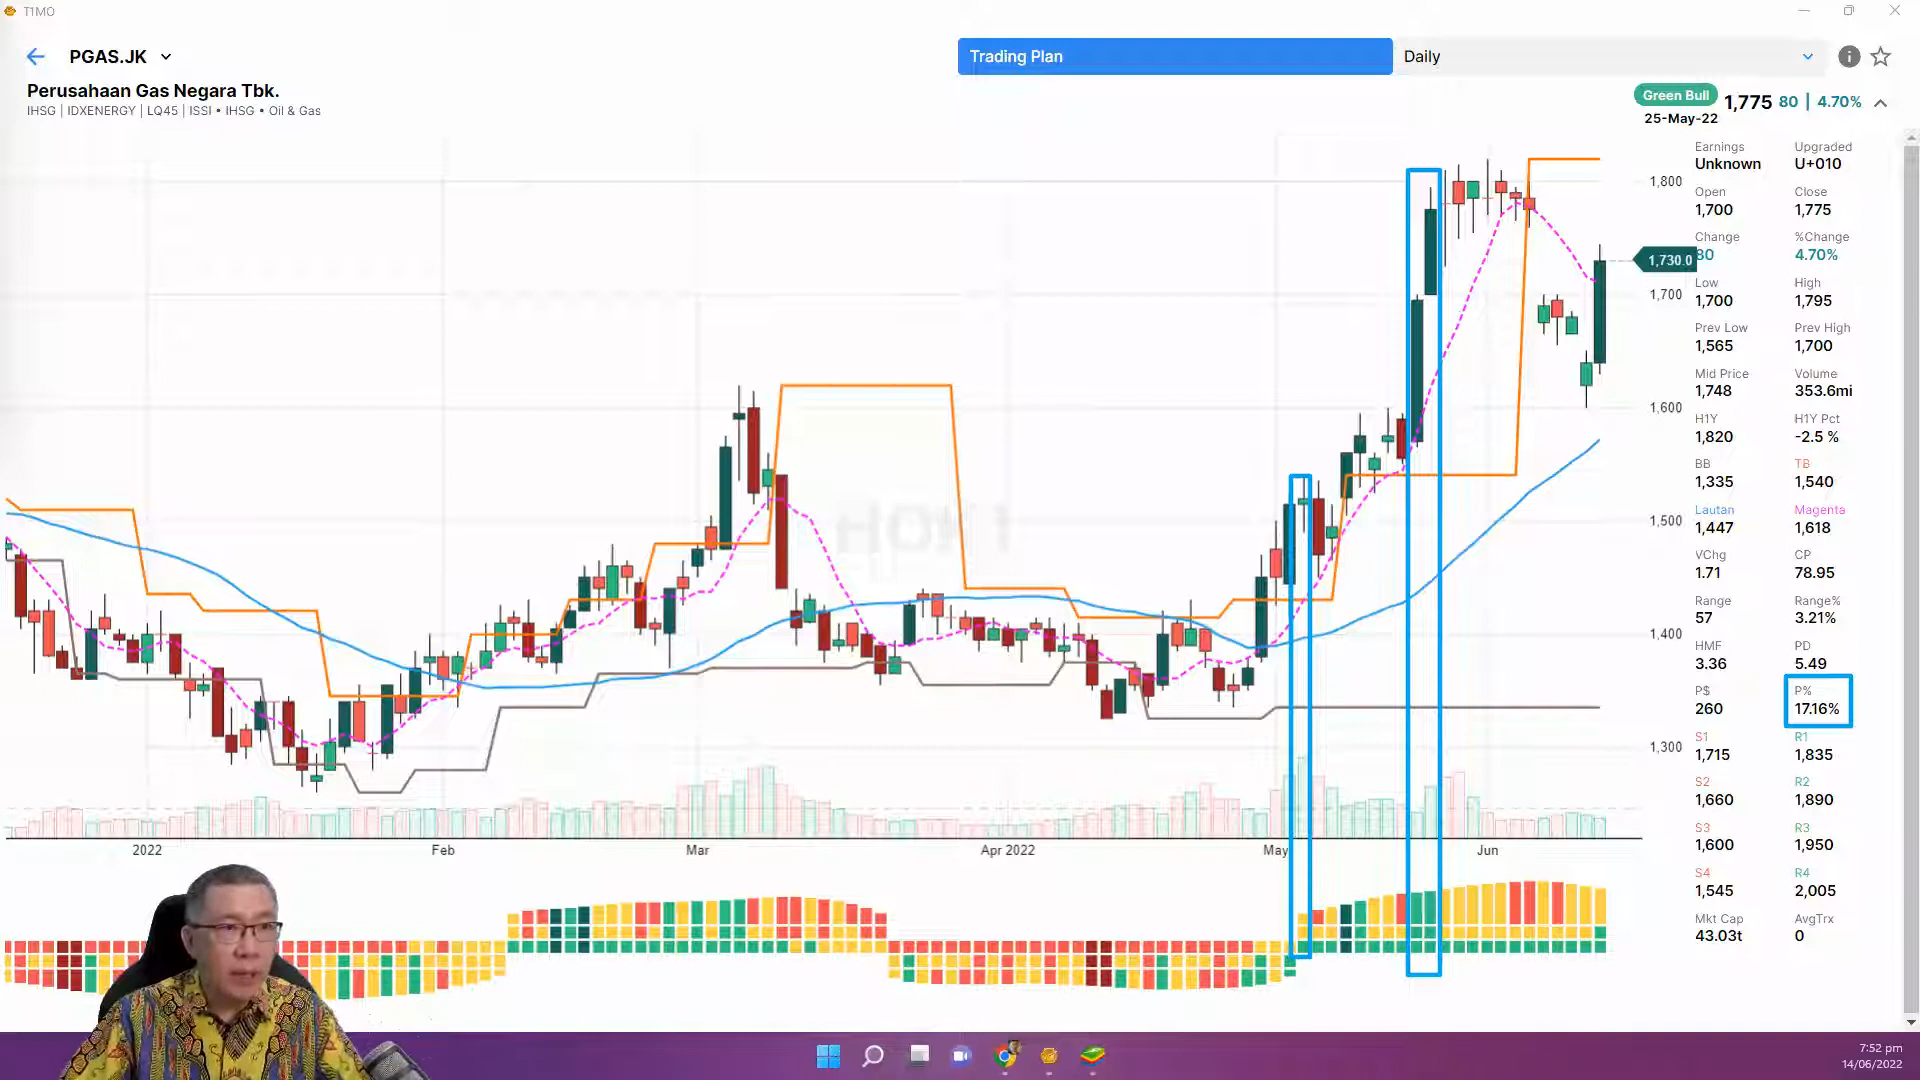 T1MO
PGAS.JK
Trading Plan
Daily
Perusahaan Gas Negara Tbk.
IHSG | IDXENERGY | LQ45 | ISSI • IHSG • Oil & Gas
Green Bull
1,775 80 | 4.70%
25-May-22
Earnings Upgraded
Unknown U+010
Open Close
1,700 1,775
Change %Change
80 4.70%
Low High
1,700 1,795
Prev Low Prev High
1,565 1,700
Mid Price Volume
1,748 353.6mi
H1Y H1Y Pct
1,820 -2.5 %
BB TB
1,335 1,540
Lautan Magenta
1,447 1,618
VChg CP
1.71 78.95
Range Range%
57 3.21%
HMF PD
3.36 5.49
P$ P%
260 17.16%
S1 R1
1,715 1,835
S2 R2
1,660 1,890
S3 R3
1,600 1,950
S4 R4
1,545 2,005
Mkt Cap AvgTrx
43.03t 0
1,800
1,730.0
1,700
1,600
1,500
1,400
1,300
2022 Feb Mar Apr 2022 May Jun
7:52 pm
14/06/2022